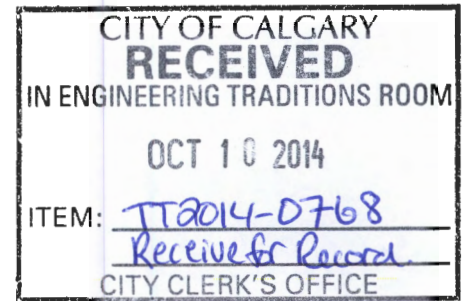 CITY OF CALGARY
RECEIVED
IN ENGINEERING TRADITIONS ROOM
OCT 10 2014
ITEM: TT2014-0768
Receive for Record.
CITY CLERK'S OFFICE